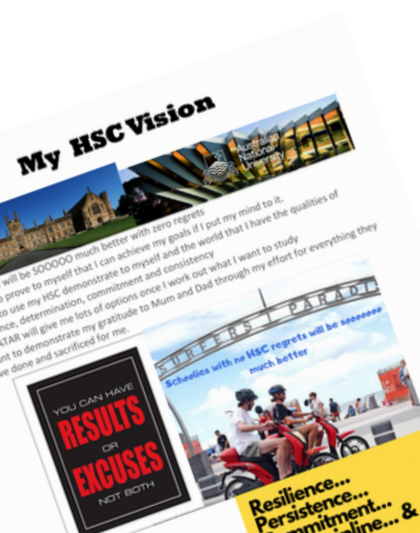 My HSC Vision
Australian
National
University
will be SOOOOO much better with zero regrets
prove to myself that I can achieve my goals if I put my mind to it.
to use my HSC demonstrate to myself and the world that I have the qualities of
determination, commitment and consistency
ATAR will give me lots of options once I work out what I want to study
to demonstrate my gratitude to Mum and Dad through my effort for everything they
done and sacrificed for me.
SURFERS PARADIS
Schoolies with no HSC regrets will be sooooooo
much better
YOU CAN HAVE
RESULTS
OR
EXCUSES
NOT BOTH
Resilience...
Persistence...
... &